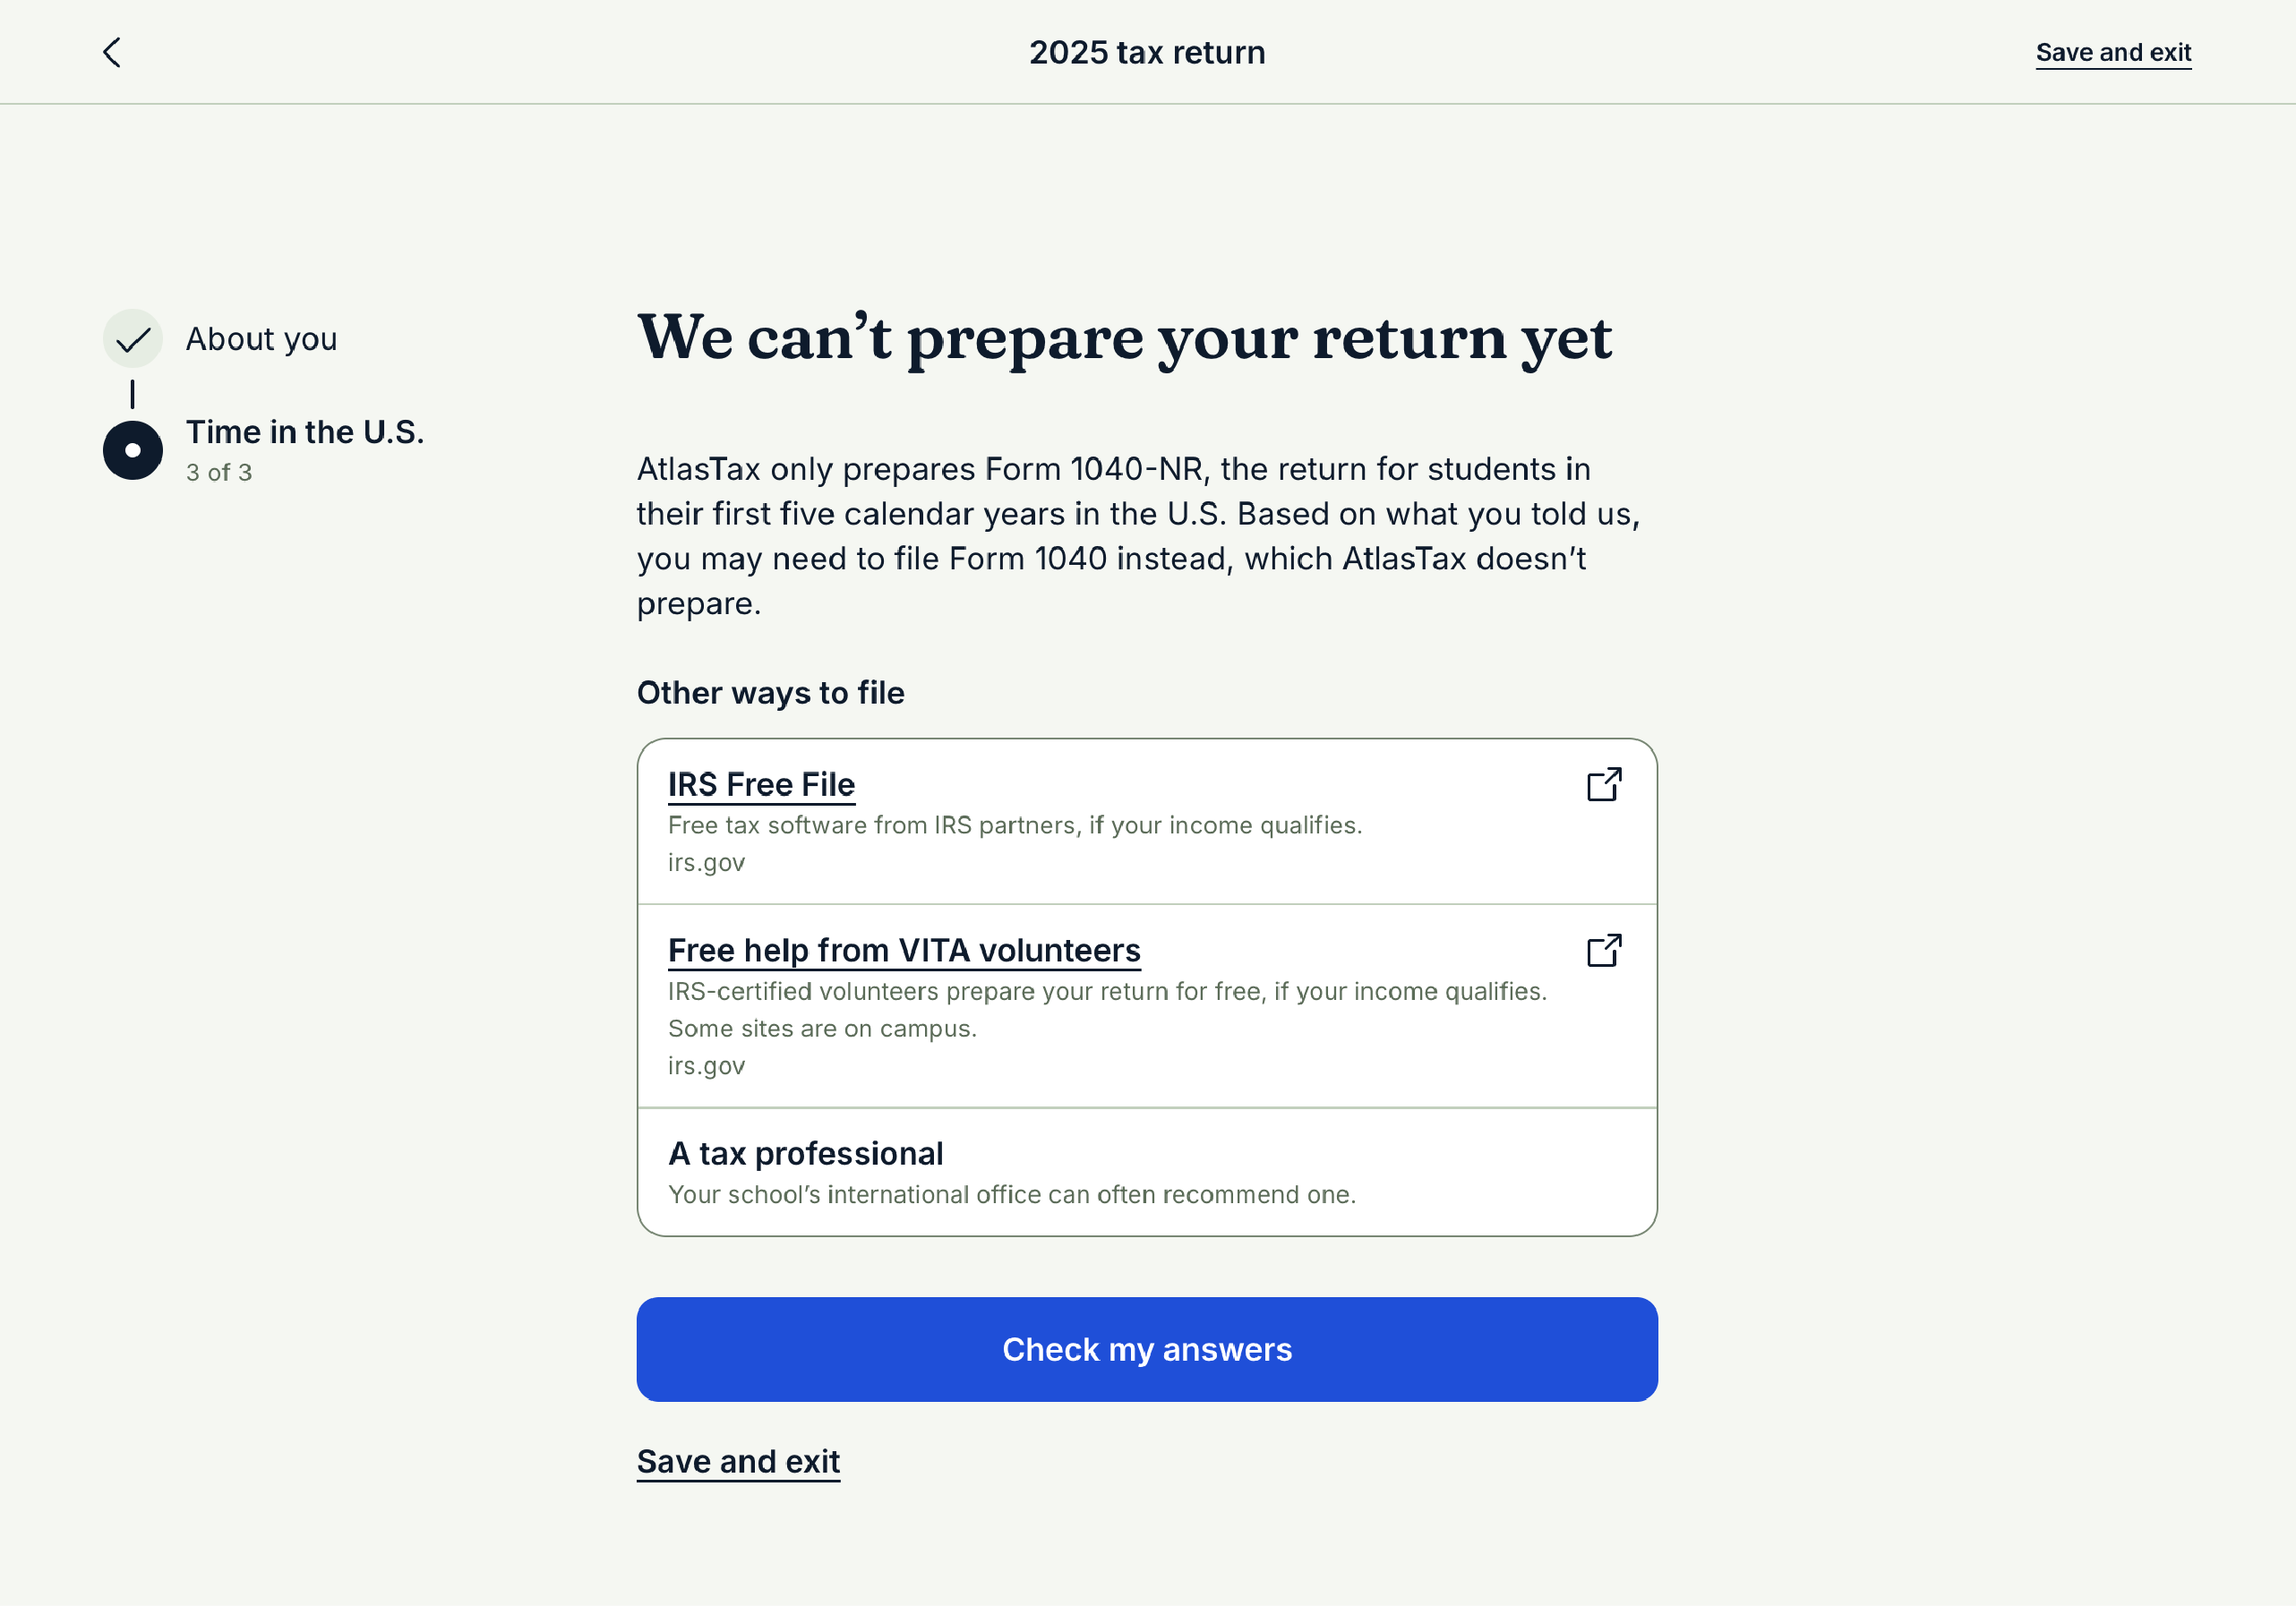 2025 tax return
Save and exit
About you
Time in the U.S.
3 of 3
We can’t prepare your return yet
AtlasTax only prepares Form 1040-NR, the return for students in
their first five calendar years in the U.S. Based on what you told us,
you may need to file Form 1040 instead, which AtlasTax doesn’t
prepare.
Other ways to file
IRS Free File
Free tax software from IRS partners, if your income qualifies.
irs.gov
Free help from VITA volunteers
IRS-certified volunteers prepare your return for free, if your income qualifies.
Some sites are on campus.
irs.gov
A tax professional
Your school’s international office can often recommend one.
Check my answers
Save and exit